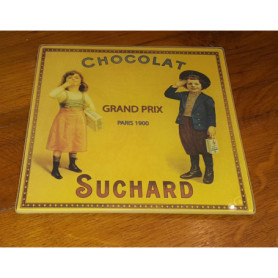 CHOCOLAT
GRAND PRIX
PARIS 1900
SUCHARD